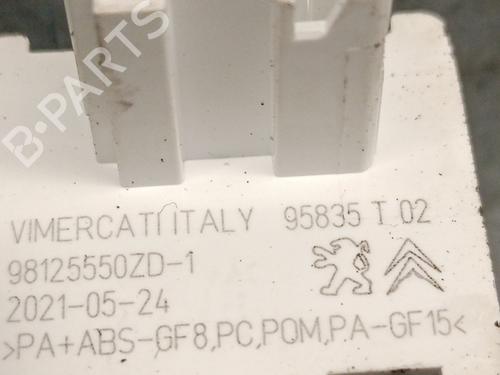 B-PARTS
VIMERCATI ITALY 95835 T 02
98125550ZD-1
2021-05-24
>PA+ABS-GF8,PC,POM,PA-GF15<